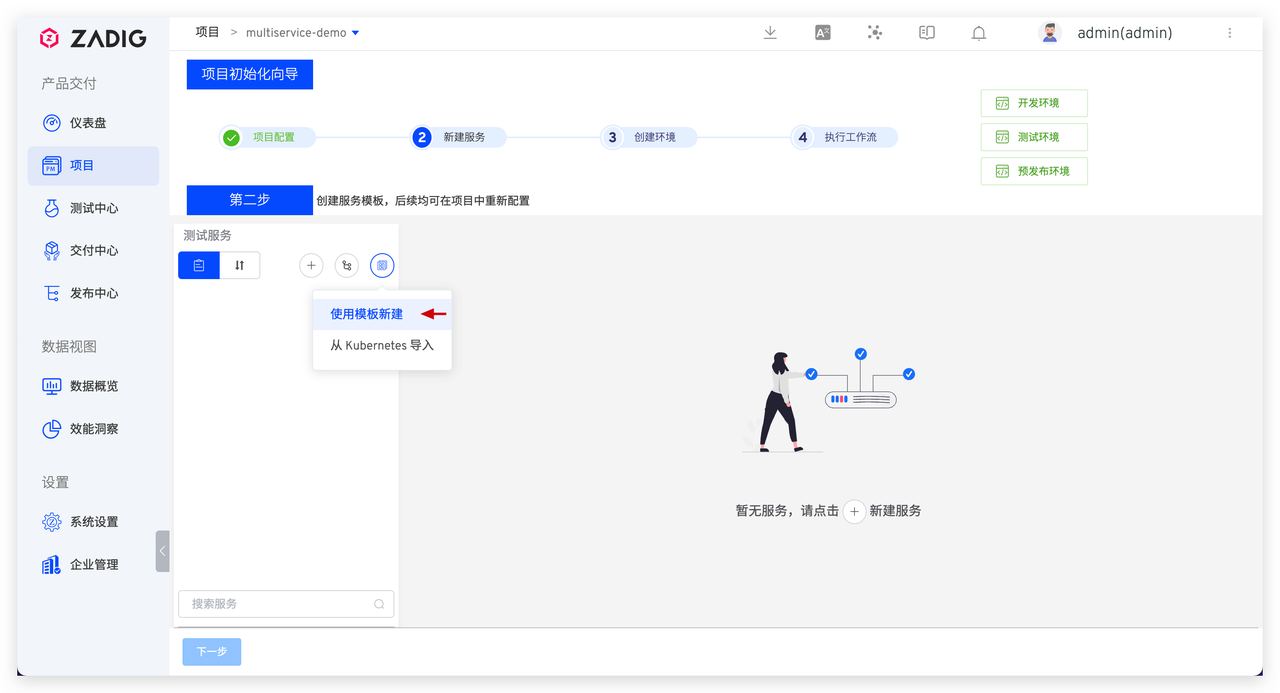 ZADIG
项目 > multiservice-demo
admin(admin)
产品交付
仪表盘
项目
测试中心
交付中心
发布中心
数据视图
数据概览
效能洞察
设置
系统设置
企业管理
项目初始化向导
项目配置
2 新建服务
3 创建环境
4 执行工作流
开发环境
测试环境
预发布环境
第二步 创建服务模板，后续均可在项目中重新配置
测试服务
使用模板新建
从 Kubernetes 导入
暂无服务，请点击 + 新建服务
搜索服务
下一步